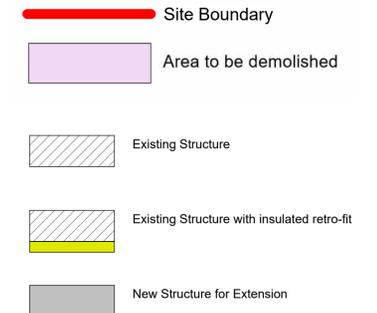 Site Boundary
Area to be demolished
Existing Structure
Existing Structure with insulated retro-fit
New Structure for Extension